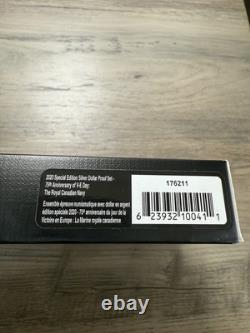 2020 Special Edition Silver Dollar Proof Set -
75th Anniversary of V-E Day:
The Royal Canadian Navy
Ensemble épreuve numismatique avec dollar en argent
édition spéciale 2020 - 75e anniversaire du jour de la
Victoire en Europe : La Marine royale canadienne
176211
6 23932 10041 1